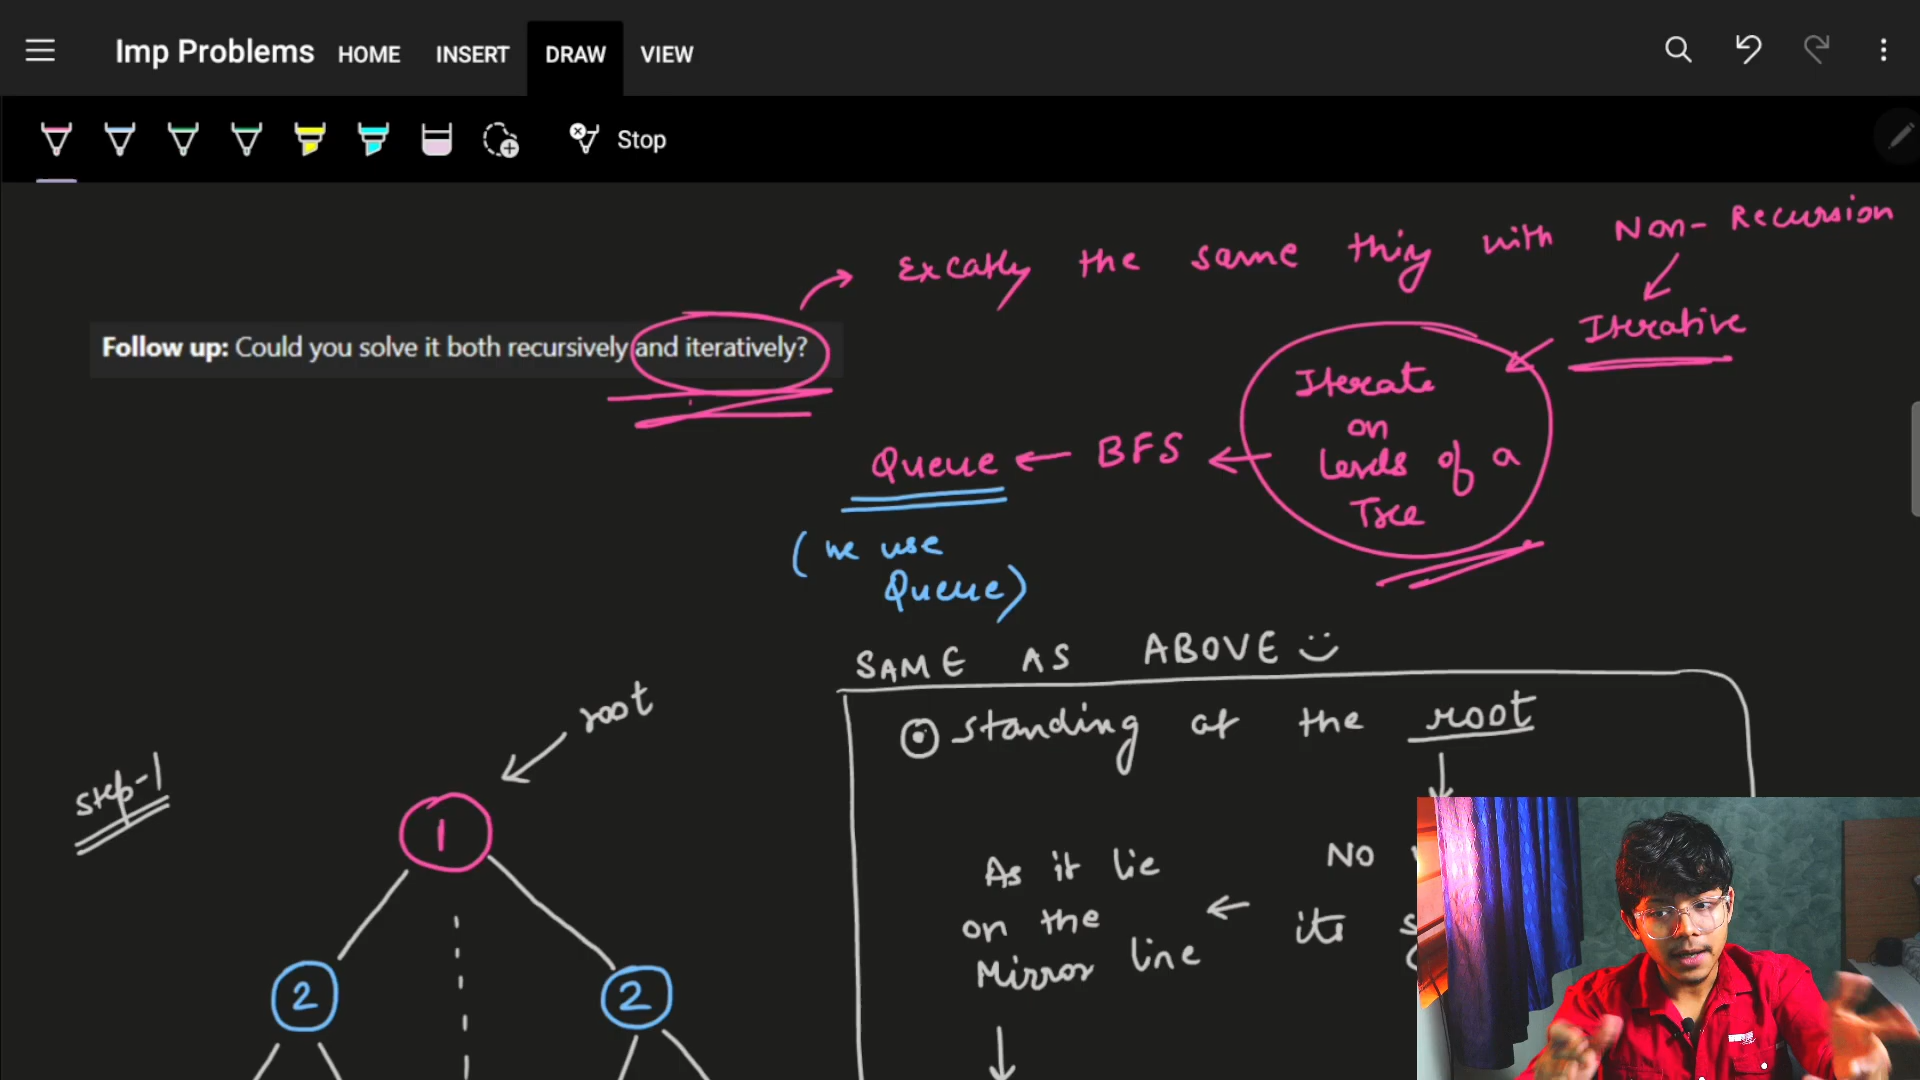 Imp Problems HOME INSERT DRAW VIEW
Stop
Excatly the same thing with Non-Recursion
Follow up: Could you solve it both recursively and iteratively?
Iterative
Iterate
on
levels of a
Tree
Queue ← BFS ←
(we use
Queue)
SAME AS ABOVE
root
Standing at the root
step-1
1
As it lie
on the
Mirror line
No
← its
2
2